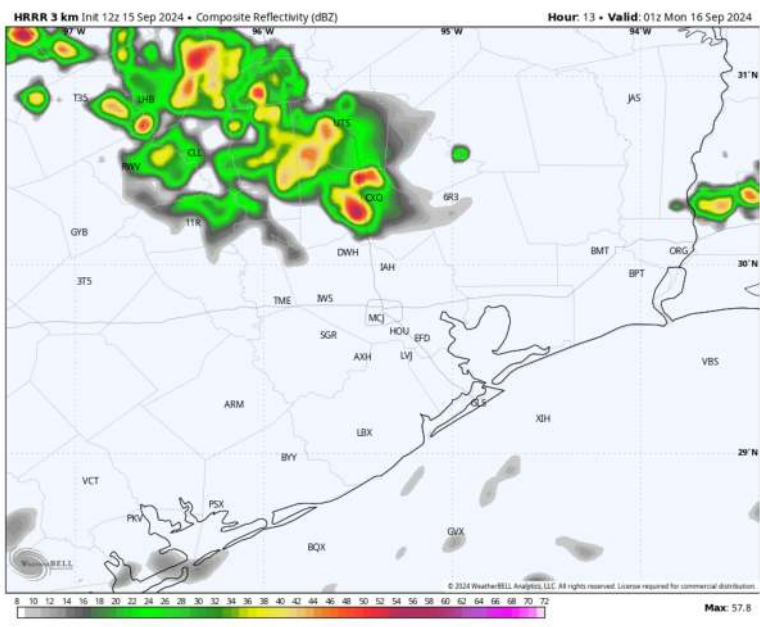 HRRR 3 km Init 12z 15 Sep 2024 • Composite Reflectivity (dBZ) Hour: 13 • Valid: 01z Mon 16 Sep 2024
97°W 96°W 95°W 94°W
31°N
T35 LHB JAS
UTS
CLL
RWV
CXO 6R3
11R
GYB
DWH BMT ORG
IAH 30°N
BPT
3T5
TME IWS
MCJ
SGR HOU EFD
AXH LVJ VBS
GLS
ARM
XIH
LBX
BYY 29°N
VCT
PSX
PKV
GVX
BQX
WeatherBELL
© 2024 WeatherBELL Analytics, LLC. All rights reserved. License required for commercial distribution.
8 10 12 14 16 18 20 22 24 26 28 30 32 34 36 38 40 42 44 46 48 50 52 54 56 58 60 62 64 66 68 70 72
Max: 57.8